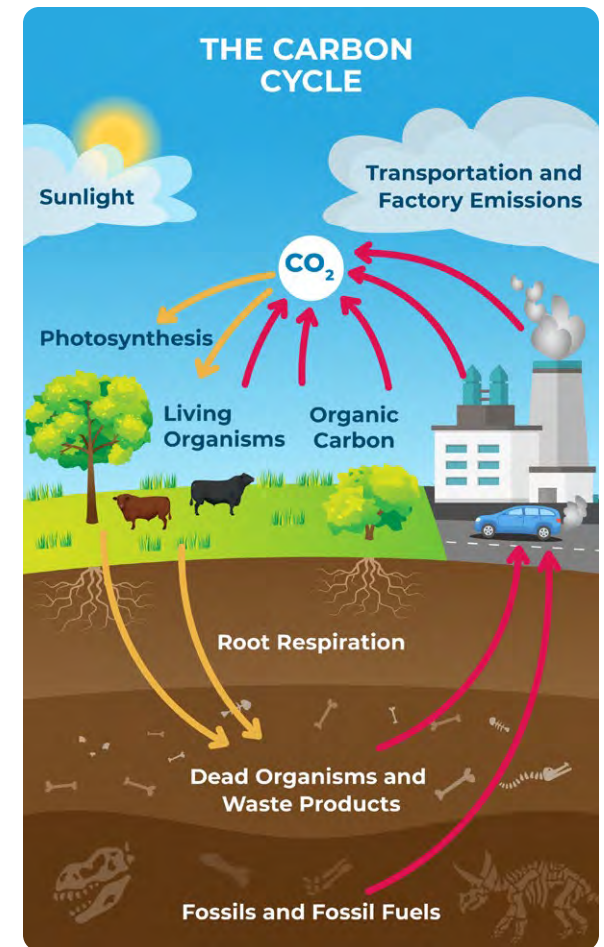 THE CARBON
CYCLE
Sunlight
Transportation and
Factory Emissions
CO₂
Photosynthesis
Living
Organisms
Organic
Carbon
Root Respiration
Dead Organisms and
Waste Products
Fossils and Fossil Fuels